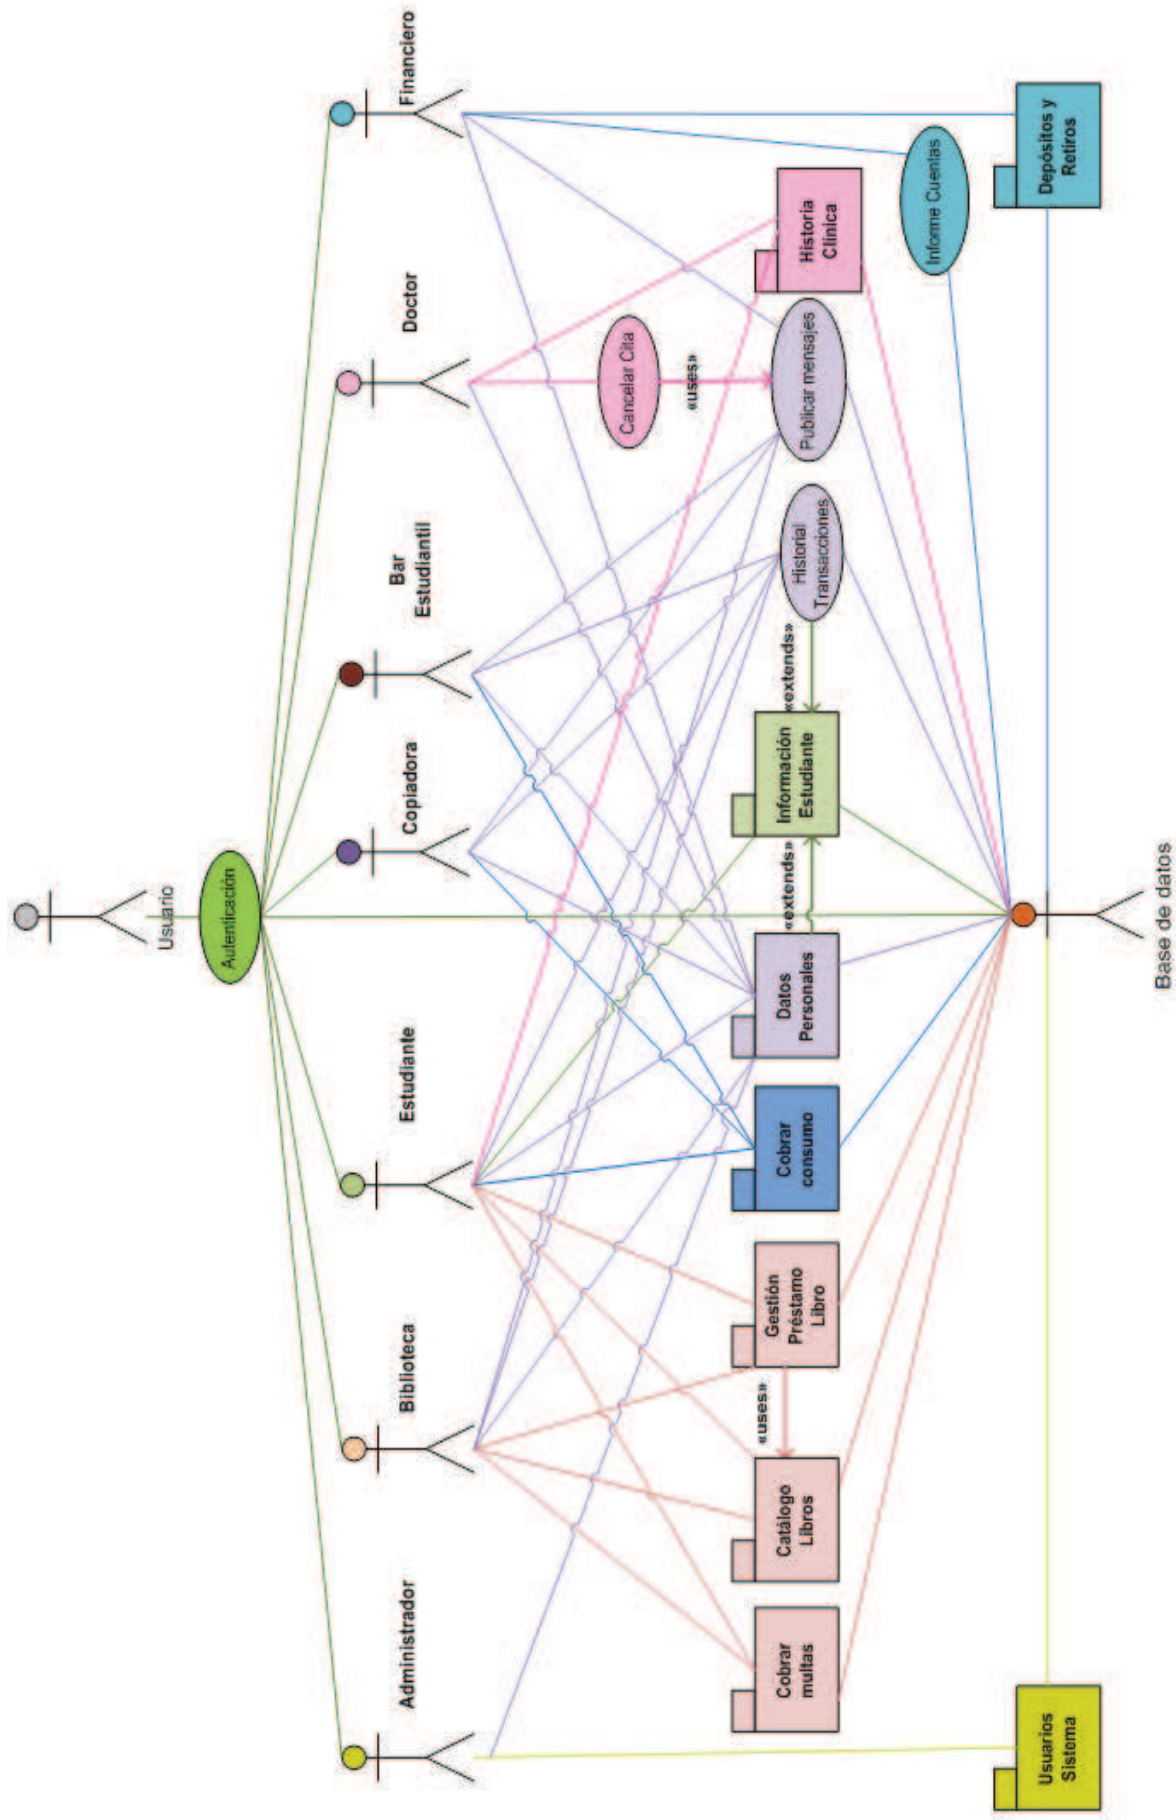 Usuario
Autenticación
Administrador
Biblioteca
Estudiante
Copiadora
Bar
Estudiantil
Doctor
Financiero
Cancelar Cita
«uses»
Cobrar
multas
Catálogo
Libros
«uses»
Gestión
Préstamo
Libro
Cobrar
consumo
Datos
Personales
«extends»
Información
Estudiante
«extends»
Historial
Transacciones
Publicar mensajes
Historia
Clínica
Informe Cuentas
Usuarios
Sistema
Depósitos y
Retiros
Base de datos